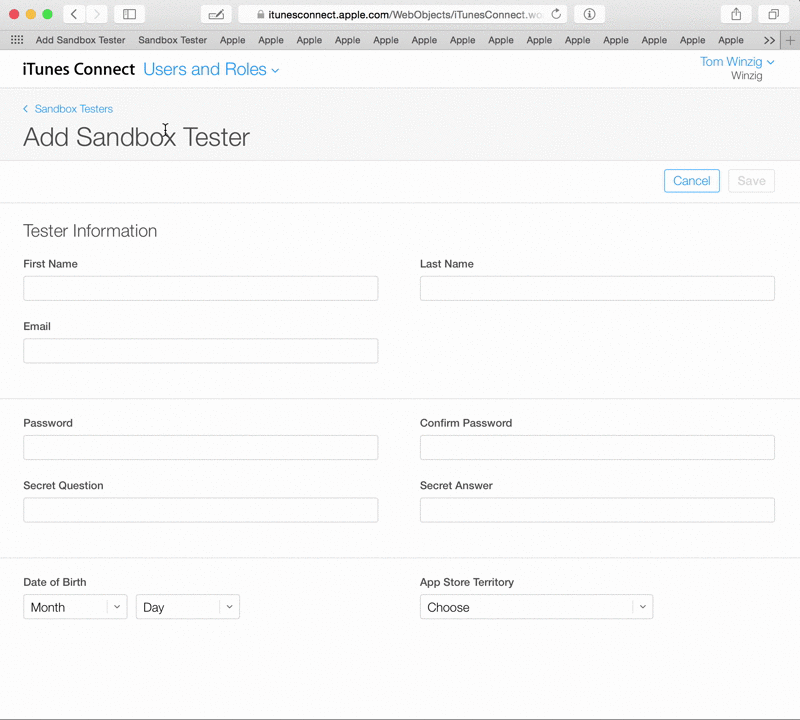 itunesconnect.apple.com/WebObjects/iTunesConnect.wo
Add Sandbox Tester Sandbox Tester Apple Apple Apple Apple Apple Apple Apple Apple Apple Apple Apple Apple Apple Apple >>
iTunes Connect Users and Roles
Tom Winzig
Winzig
Sandbox Testers
Add Sandbox Tester
Cancel Save
Tester Information
First Name Last Name
Email
Password Confirm Password
Secret Question Secret Answer
Date of Birth App Store Territory
Month Day Choose